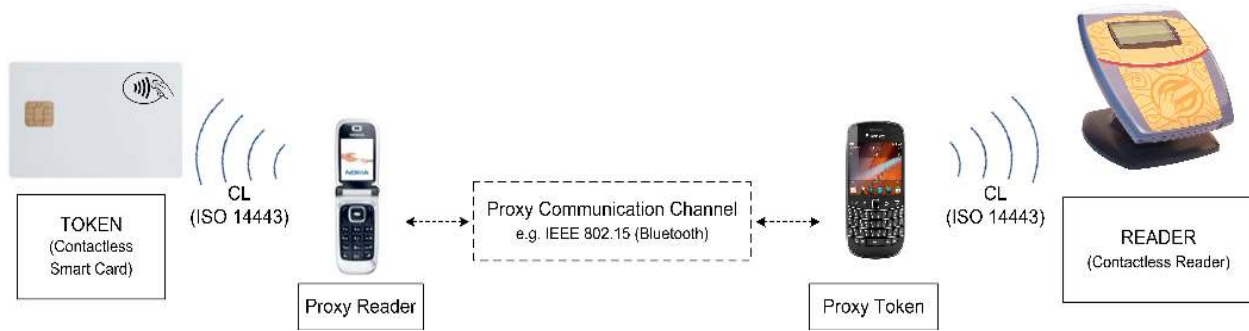 TOKEN
(Contactless
Smart Card)
CL
(ISO 14443)
NOKIA
Proxy Reader
Proxy Communication Channel
e.g. IEEE 802.15 (Bluetooth)
Proxy Token
CL
(ISO 14443)
READER
(Contactless Reader)